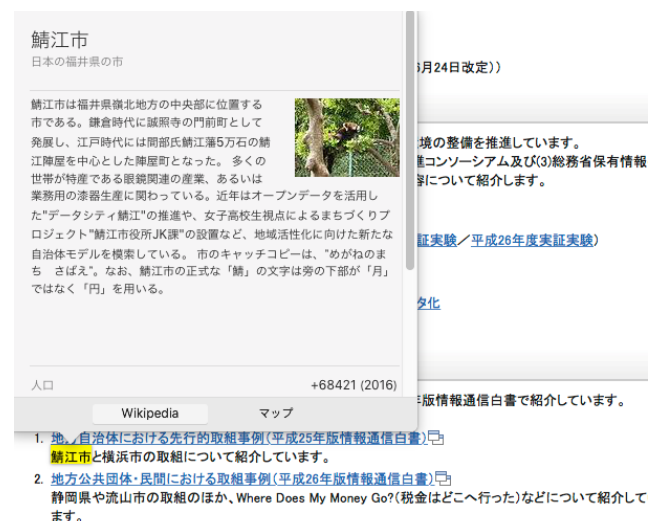 鯖江市
日本の福井県の市
鯖江市は福井県嶺北地方の中央部に位置する
市である。鎌倉時代に誠照寺の門前町として
発展し、江戸時代には間部氏鯖江藩5万石の鯖
江陣屋を中心とした陣屋町となった。 多くの
世帯が特産である眼鏡関連の産業、あるいは
業務用の漆器生産に関わっている。近年はオープンデータを活用し
た"データシティ鯖江"の推進や、女子高校生視点によるまちづくりプ
ロジェクト"鯖江市役所JK課"の設置など、地域活性化に向けた新たな
自治体モデルを模索している。 市のキャッチコピーは、"めがねのま
ち　さばえ"。なお、鯖江市の正式な「鯖」の文字は旁の下部が「月」
ではなく「円」を用いる。
人口 +68421 (2016)
Wikipedia マップ
月24日改定））
境の整備を推進しています。
進コンソーシアム及び(3)総務省保有情報
容について紹介します。
証実験／平成26年度実証実験）
タ化
年版情報通信白書で紹介しています。
1. 地方自治体における先行的取組事例（平成25年版情報通信白書）
鯖江市と横浜市の取組について紹介しています。
2. 地方公共団体・民間における取組事例（平成26年版情報通信白書）
静岡県や流山市の取組のほか、Where Does My Money Go?（税金はどこへ行った）などについて紹介して
ます。